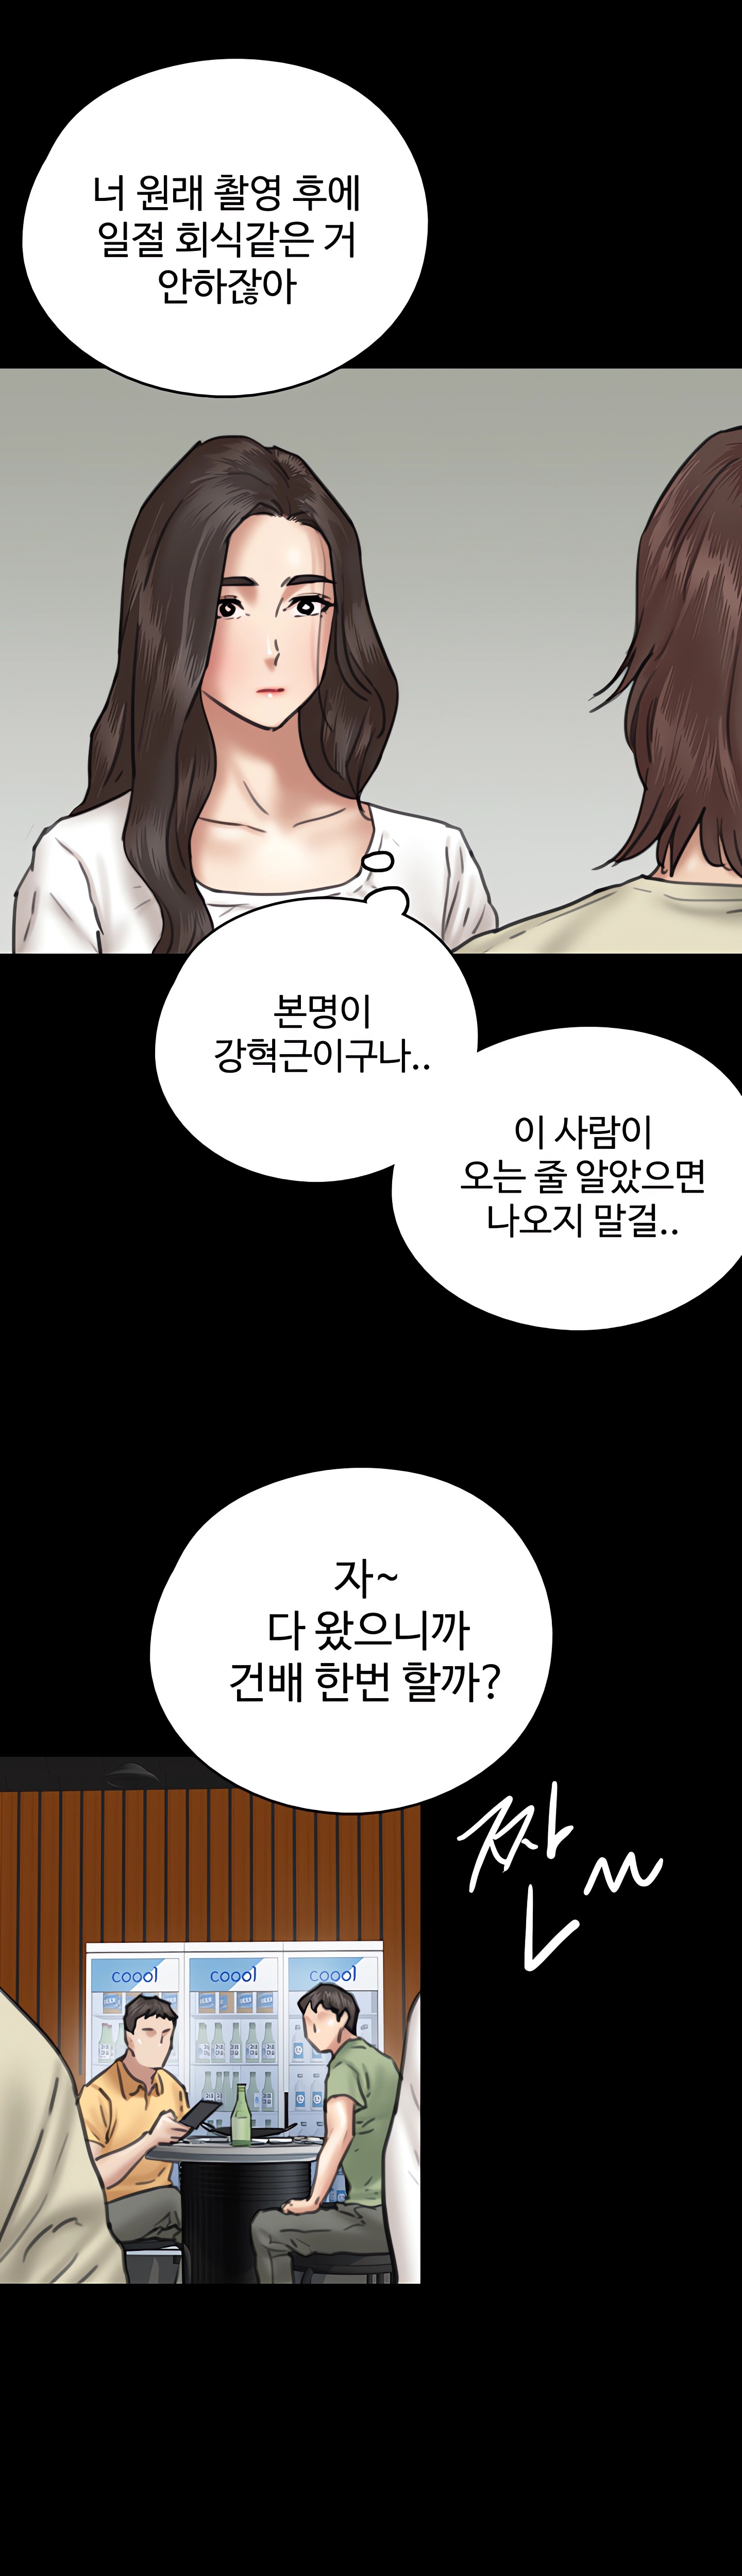 너 원래 촬영 후에
일절 회식같은 거
안하잖아
본명이
강혁근이구나..
이 사람이
오는 줄 알았으면
나오지 말걸..
자~
다 왔으니까
건배 한번 할까?
짠~
coool
coool
coool